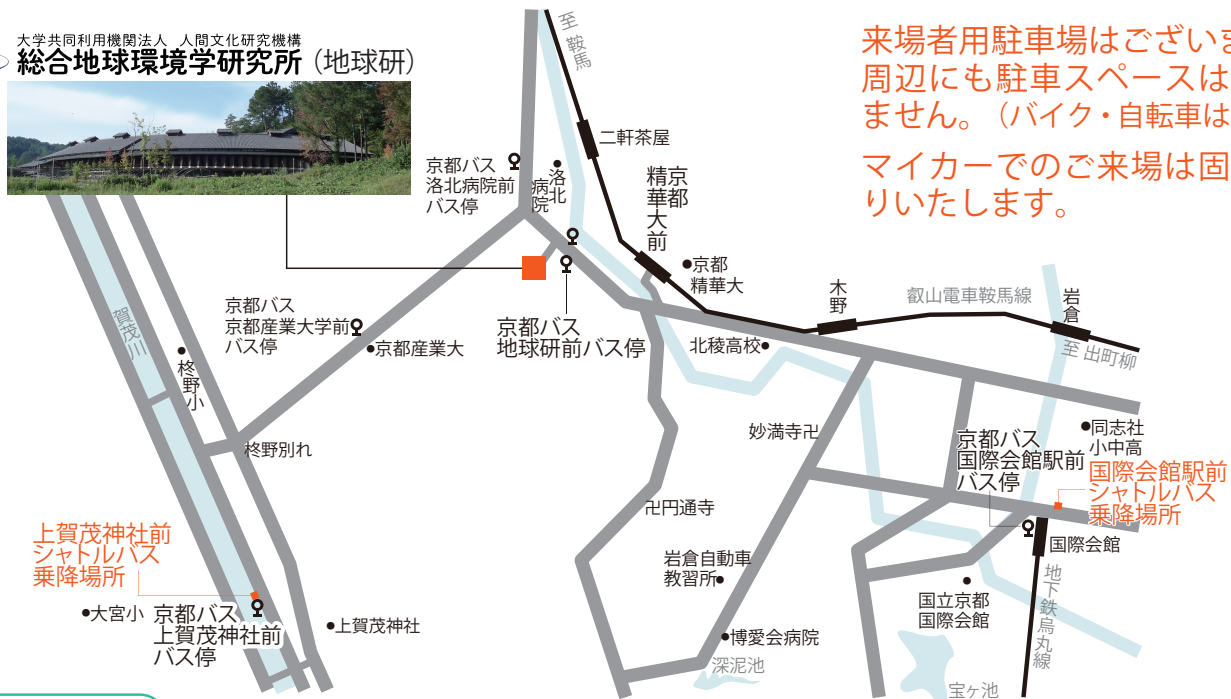 大学共同利用機関法人 人間文化研究機構
総合地球環境学研究所（地球研）
来場者用駐車場はございま
周辺にも駐車スペースは
ません。（バイク・自転車は
マイカーでのご来場は固
りいたします。
至 鞍馬
二軒茶屋
京都バス
洛北病院前
バス停
洛北
病院
京都
精華大前
京都
精華大
木野
叡山電車鞍馬線
岩倉
至 出町柳
賀茂川
京都バス
京都産業大学前
バス停
京都産業大
京都バス
地球研前バス停
北稜高校
柊野小
柊野別れ
妙満寺卍
同志社
小中高
京都バス
国際会館駅前
バス停
国際会館駅前
シャトルバス
乗降場所
卍円通寺
上賀茂神社前
シャトルバス
乗降場所
岩倉自動車
教習所
国際会館
地下鉄烏丸線
国立京都
国際会館
大宮小
京都バス
上賀茂神社前
バス停
上賀茂神社
博愛会病院
深泥池
宝ヶ池